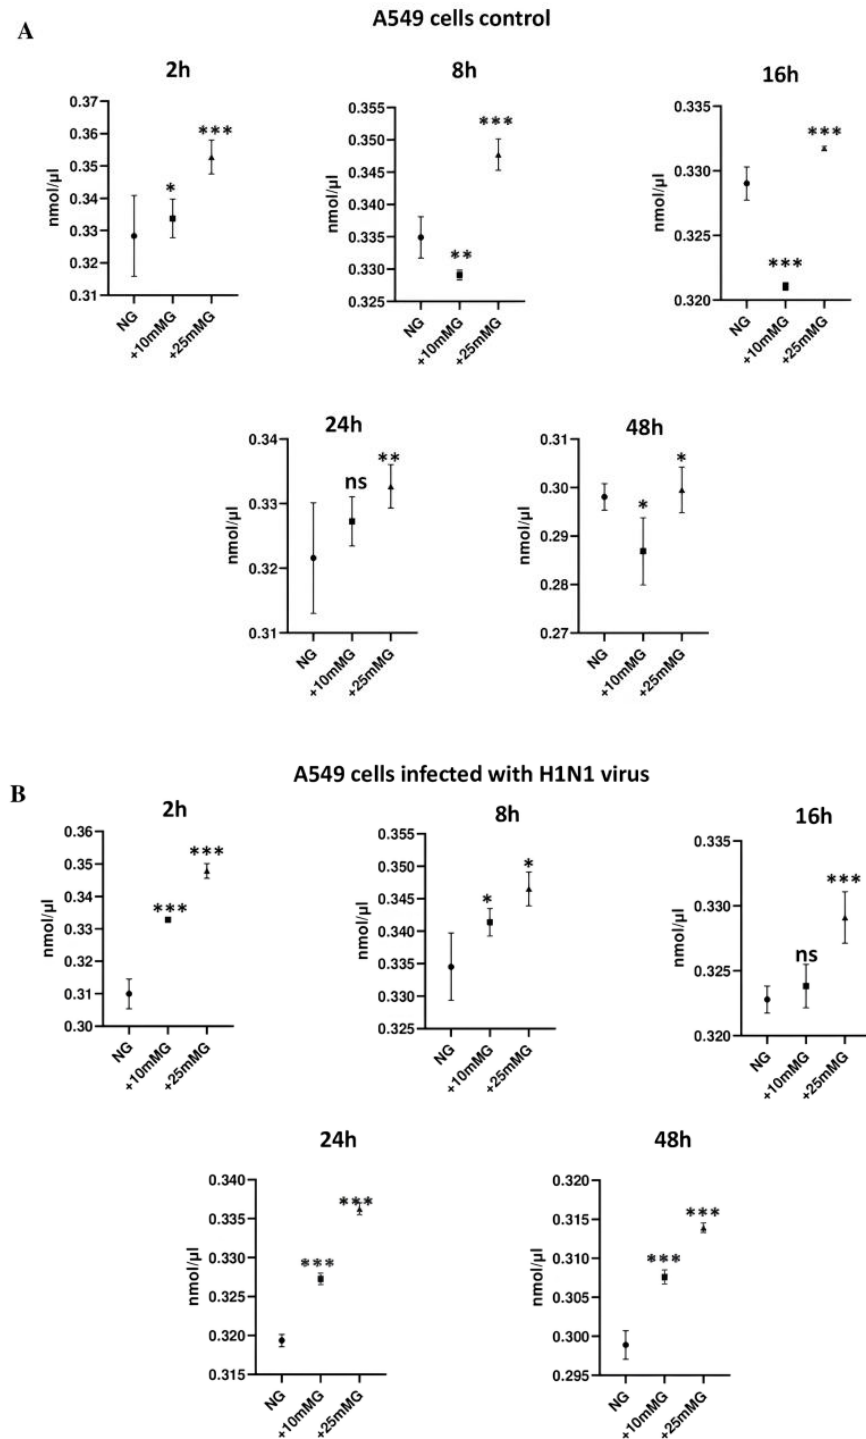 A
A549 cells control
2h
nmol/µl
0.37
0.36
0.35
0.34
0.33
0.32
0.31
*
***
NG
+10mMG
+25mMG
8h
nmol/µl
0.355
0.350
0.345
0.340
0.335
0.330
0.325
**
***
NG
+10mMG
+25mMG
16h
nmol/µl
0.335
0.330
0.325
0.320
***
***
NG
+10mMG
+25mMG
24h
nmol/µl
0.34
0.33
0.32
0.31
ns
**
NG
+10mMG
+25mMG
48h
nmol/µl
0.31
0.30
0.29
0.28
0.27
*
*
NG
+10mMG
+25mMG
B
A549 cells infected with H1N1 virus
2h
nmol/µl
0.36
0.35
0.34
0.33
0.31
0.30
***
***
NG
+10mMG
+25mMG
8h
nmol/µl
0.355
0.350
0.345
0.340
0.335
0.330
0.325
*
*
NG
+10mMG
+25mMG
16h
nmol/µl
0.335
0.330
0.325
0.320
ns
***
NG
+10mMG
+25mMG
24h
nmol/µl
0.340
0.335
0.330
0.325
0.320
0.315
***
***
NG
+10mMG
+25mMG
48h
nmol/µl
0.320
0.315
0.310
0.305
0.300
0.295
***
***
NG
+10mMG
+25mMG